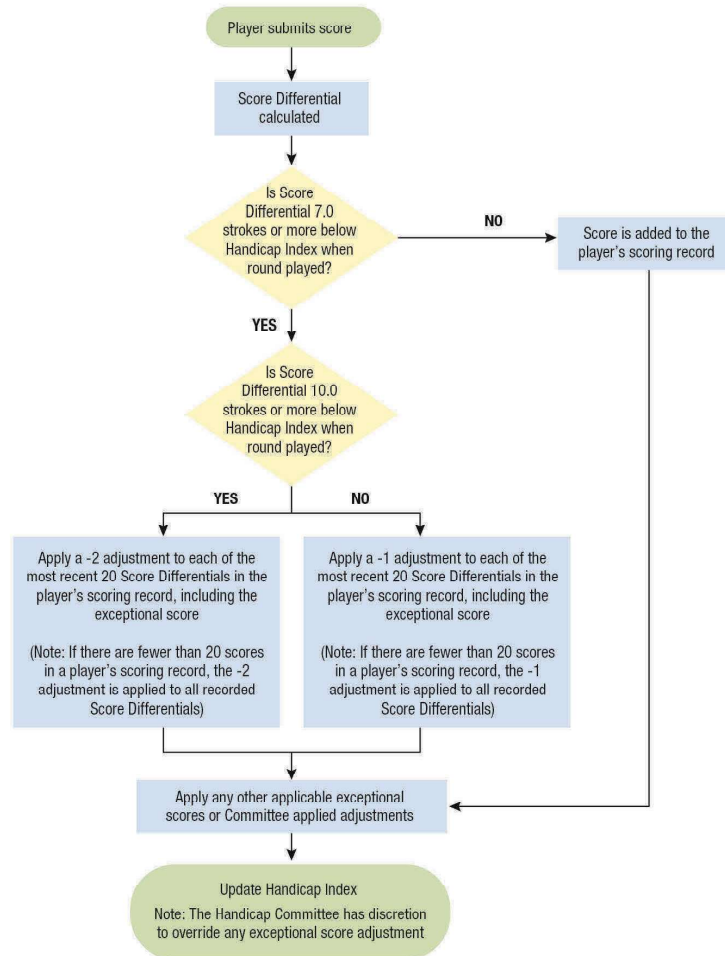 Player submits score
Score Differential
calculated
Is Score
Differential 7.0
strokes or more below
Handicap Index when
round played?
NO
Score is added to the
player's scoring record
YES
Is Score
Differential 10.0
strokes or more below
Handicap Index when
round played?
YES
NO
Apply a -2 adjustment to each of the
most recent 20 Score Differentials in the
player's scoring record, including the
exceptional score
(Note: If there are fewer than 20 scores
in a player's scoring record, the -2
adjustment is applied to all recorded
Score Differentials)
Apply a -1 adjustment to each of the
most recent 20 Score Differentials in the
player's scoring record, including the
exceptional score
(Note: If there are fewer than 20 scores
in a player's scoring record, the -1
adjustment is applied to all recorded
Score Differentials)
Apply any other applicable exceptional
scores or Committee applied adjustments
Update Handicap Index
Note: The Handicap Committee has discretion
to override any exceptional score adjustment